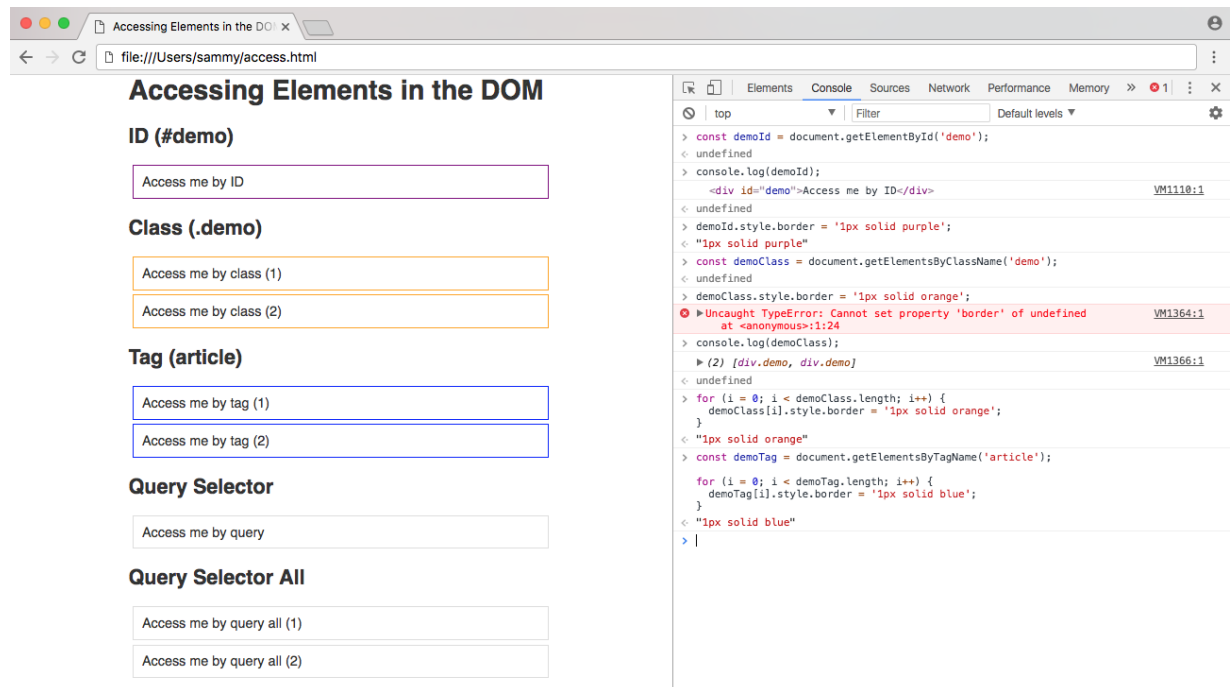 Accessing Elements in the DO
file:///Users/sammy/access.html
Accessing Elements in the DOM
ID (#demo)
Access me by ID
Class (.demo)
Access me by class (1)
Access me by class (2)
Tag (article)
Access me by tag (1)
Access me by tag (2)
Query Selector
Access me by query
Query Selector All
Access me by query all (1)
Access me by query all (2)
Elements Console Sources Network Performance Memory » 1
top Filter Default levels
> const demoId = document.getElementById('demo');
< undefined
> console.log(demoId);
<div id="demo">Access me by ID</div> VM1110:1
< undefined
> demoId.style.border = '1px solid purple';
< "1px solid purple"
> const demoClass = document.getElementsByClassName('demo');
< undefined
> demoClass.style.border = '1px solid orange';
Uncaught TypeError: Cannot set property 'border' of undefined VM1364:1
at <anonymous>:1:24
> console.log(demoClass);
(2) [div.demo, div.demo] VM1366:1
< undefined
> for (i = 0; i < demoClass.length; i++) {
demoClass[i].style.border = '1px solid orange';
}
< "1px solid orange"
> const demoTag = document.getElementsByTagName('article');
for (i = 0; i < demoTag.length; i++) {
demoTag[i].style.border = '1px solid blue';
}
< "1px solid blue"
>